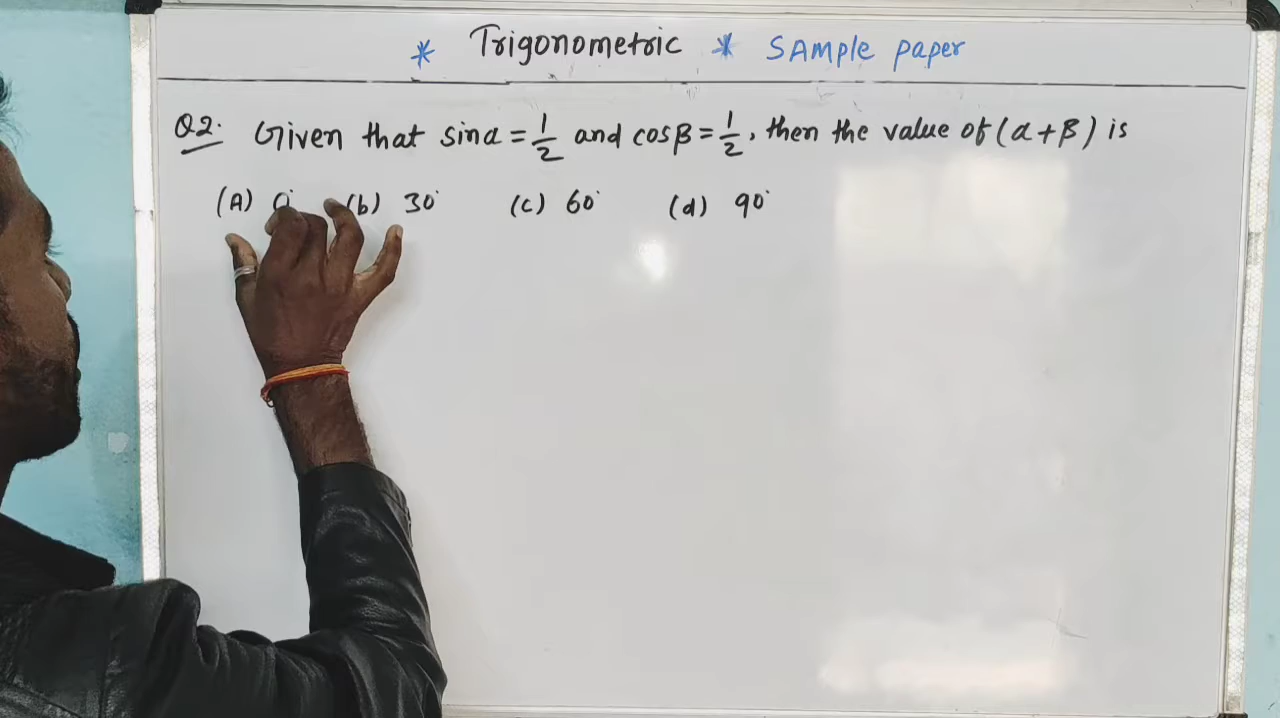 * Trigonometric * SAMPLE PAPER
Q2. Given that sinα = 1/2 and cosβ = 1/2, then the value of (α+β) is
(A) 0° (b) 30° (c) 60° (d) 90°